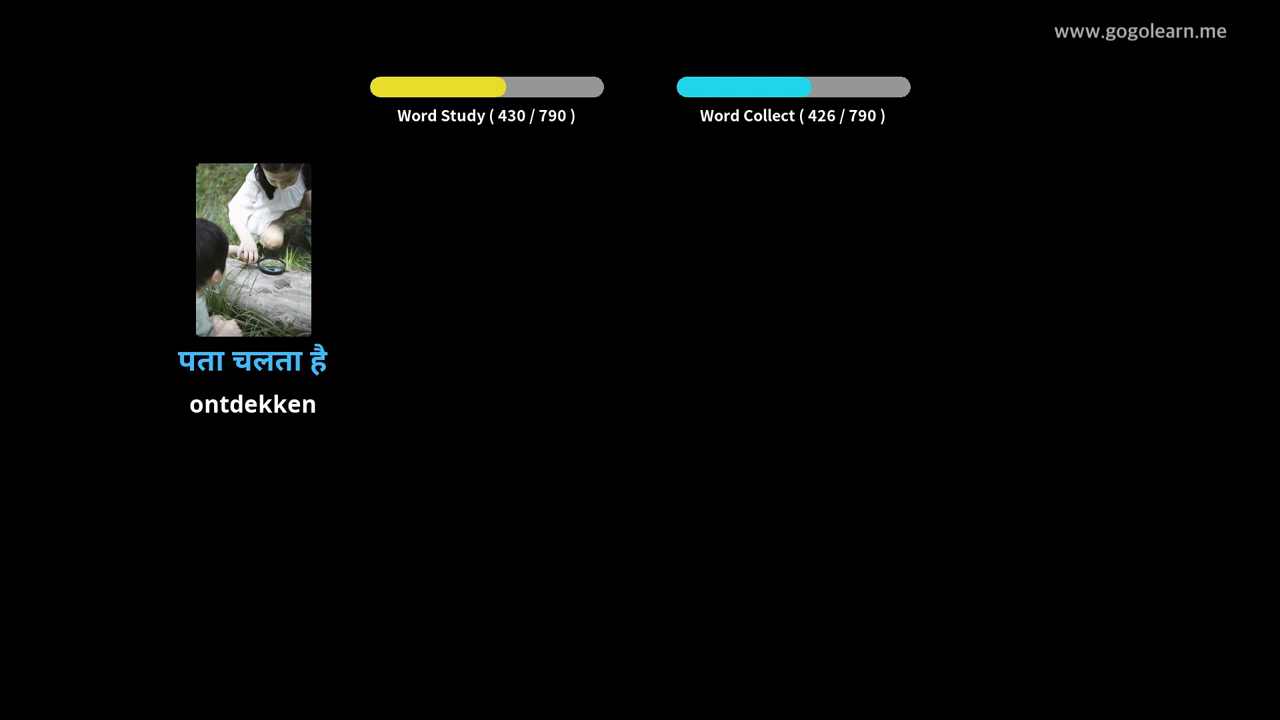 www.gogolearn.me
Word Study ( 430 / 790 )
Word Collect ( 426 / 790 )
पता चलता है
ontdekken